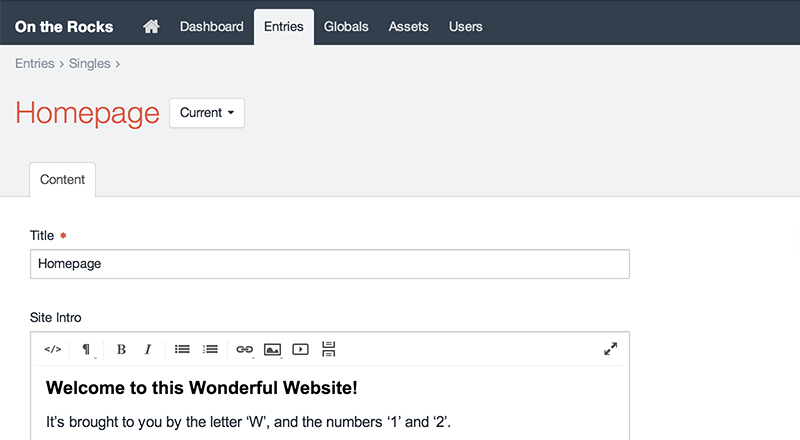 On the Rocks Dashboard Entries Globals Assets Users
Entries › Singles ›
Homepage Current
Content
Title *
Homepage
Site Intro
</> ¶ B I
Welcome to this Wonderful Website!
It’s brought to you by the letter ‘W’, and the numbers ‘1’ and ‘2’.